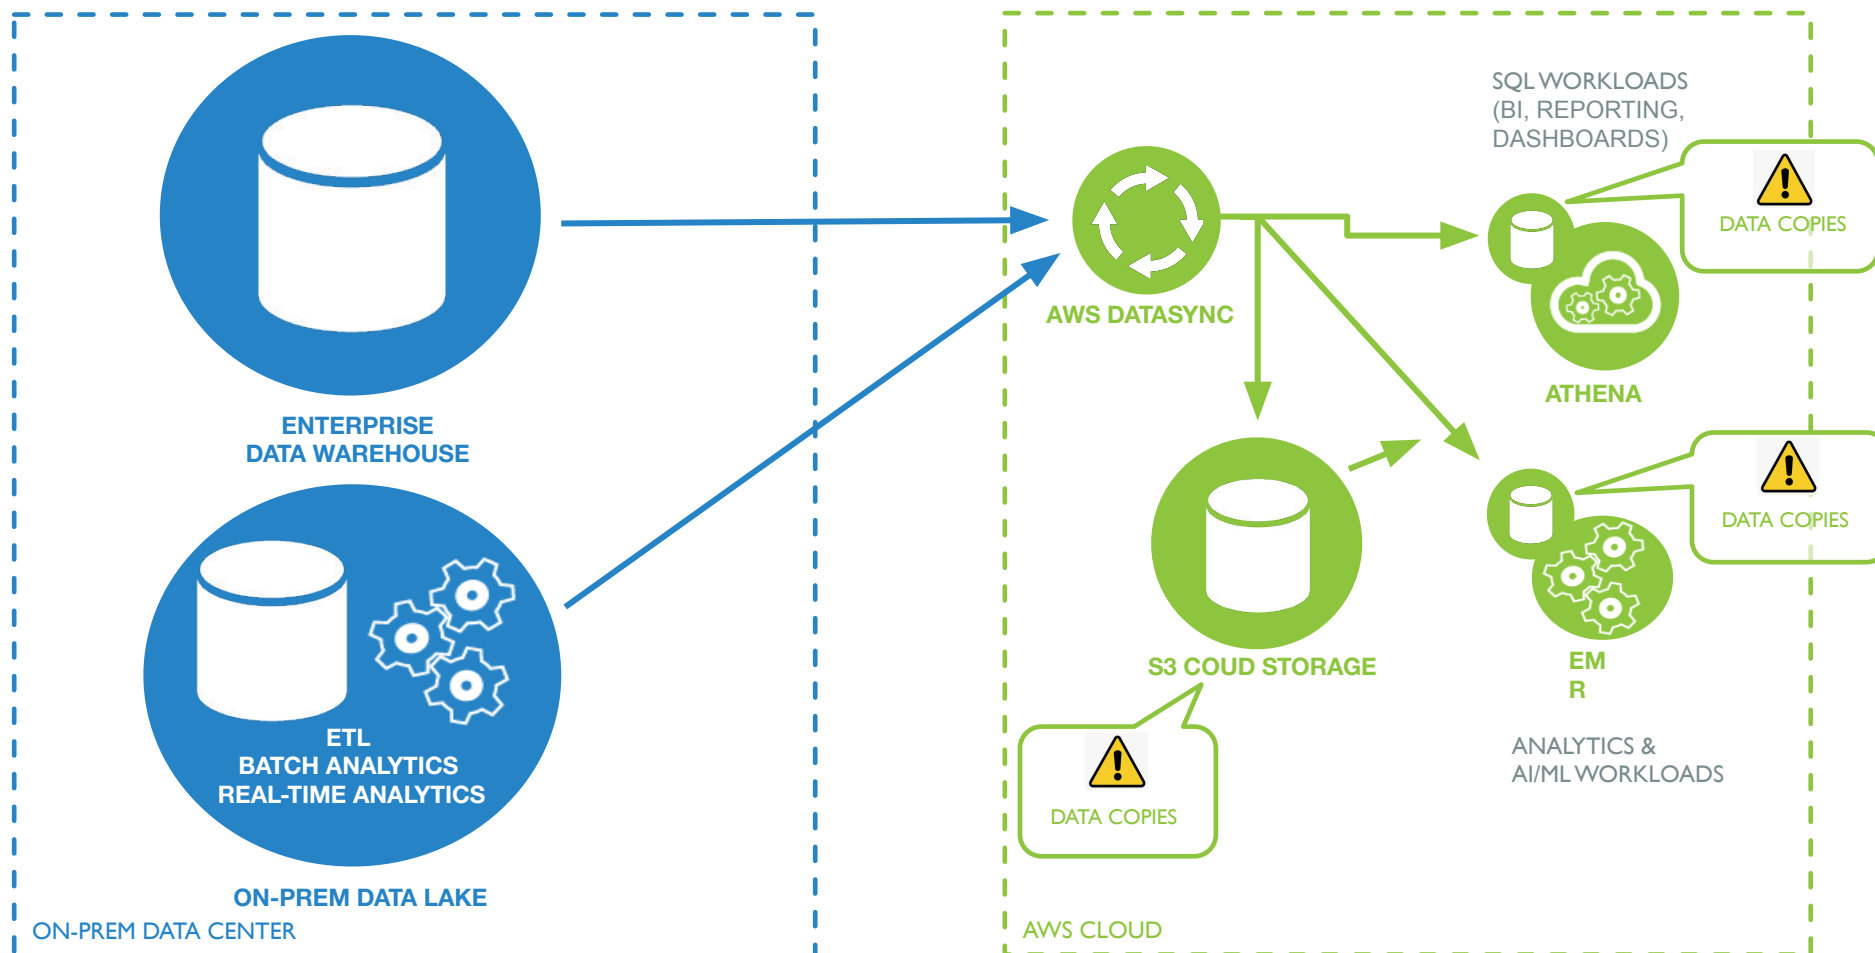 ENTERPRISE
DATA WAREHOUSE
ETL
BATCH ANALYTICS
REAL-TIME ANALYTICS
ON-PREM DATA LAKE
ON-PREM DATA CENTER
AWS DATASYNC
SQL WORKLOADS
(BI, REPORTING,
DASHBOARDS)
DATA COPIES
ATHENA
DATA COPIES
S3 COUD STORAGE
EM
R
DATA COPIES
ANALYTICS &
AI/ML WORKLOADS
AWS CLOUD